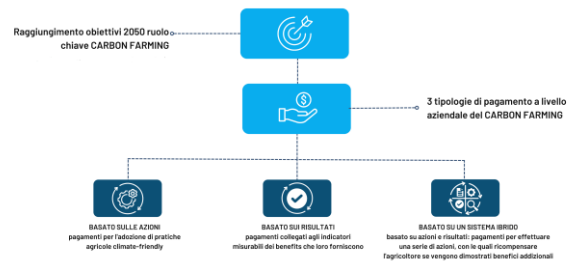 Raggiungimento obiettivi 2050 ruolo
chiave CARBON FARMING
3 tipologie di pagamento a livello
aziendale del CARBON FARMING
BASATO SULLE AZIONI
pagamenti per l'adozione di pratiche
agricole climate-friendly
BASATO SUI RISULTATI
pagamenti collegati agli indicatori
misurabili dei benefits che loro forniscono
BASATO SU UN SISTEMA IBRIDO
basato su azioni e risultati: pagamenti per effettuare
una serie di azioni, con le quali ricompensare
l'agricoltore se vengono dimostrati benefici addizionali